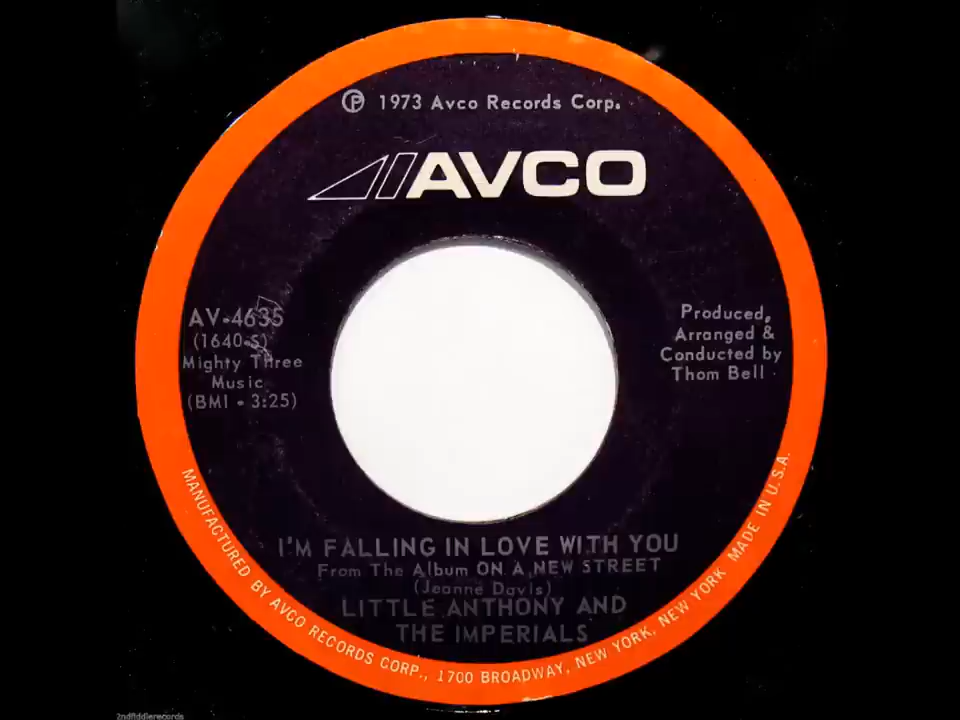 ℗ 1973 Avco Records Corp.
AVCO
AV-4635
(1640-S)
Mighty Three
Music
(BMI • 3:25)
Produced,
Arranged &
Conducted by
Thom Bell
I'M FALLING IN LOVE WITH YOU
From The Album ON A NEW STREET
(Jeanne Davis)
LITTLE ANTHONY AND
THE IMPERIALS
MANUFACTURED BY AVCO RECORDS CORP., 1700 BROADWAY, NEW YORK, NEW YORK MADE IN U.S.A.
2ndfiddlerecords